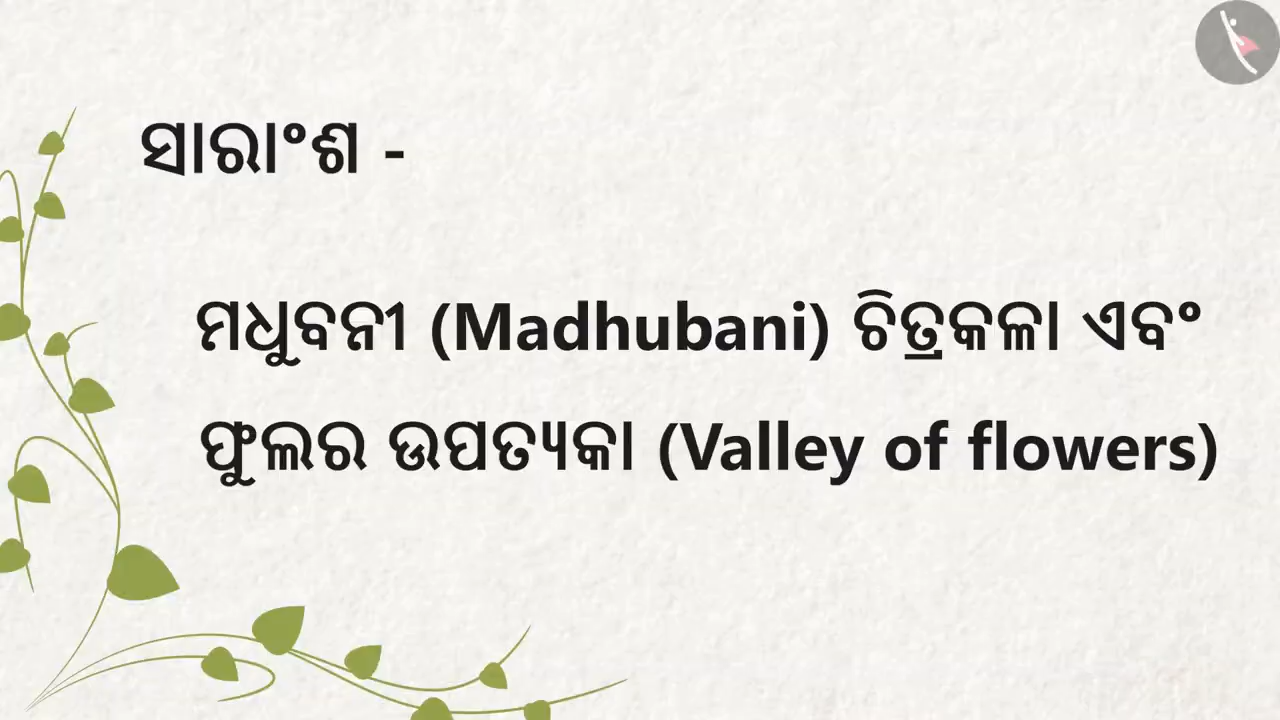 ସାରାଂଶ -
ମଧୁବନୀ (Madhubani) ଚିତ୍ରକଳା ଏବଂ
ଫୁଲର ଉପତ୍ୟକା (Valley of flowers)